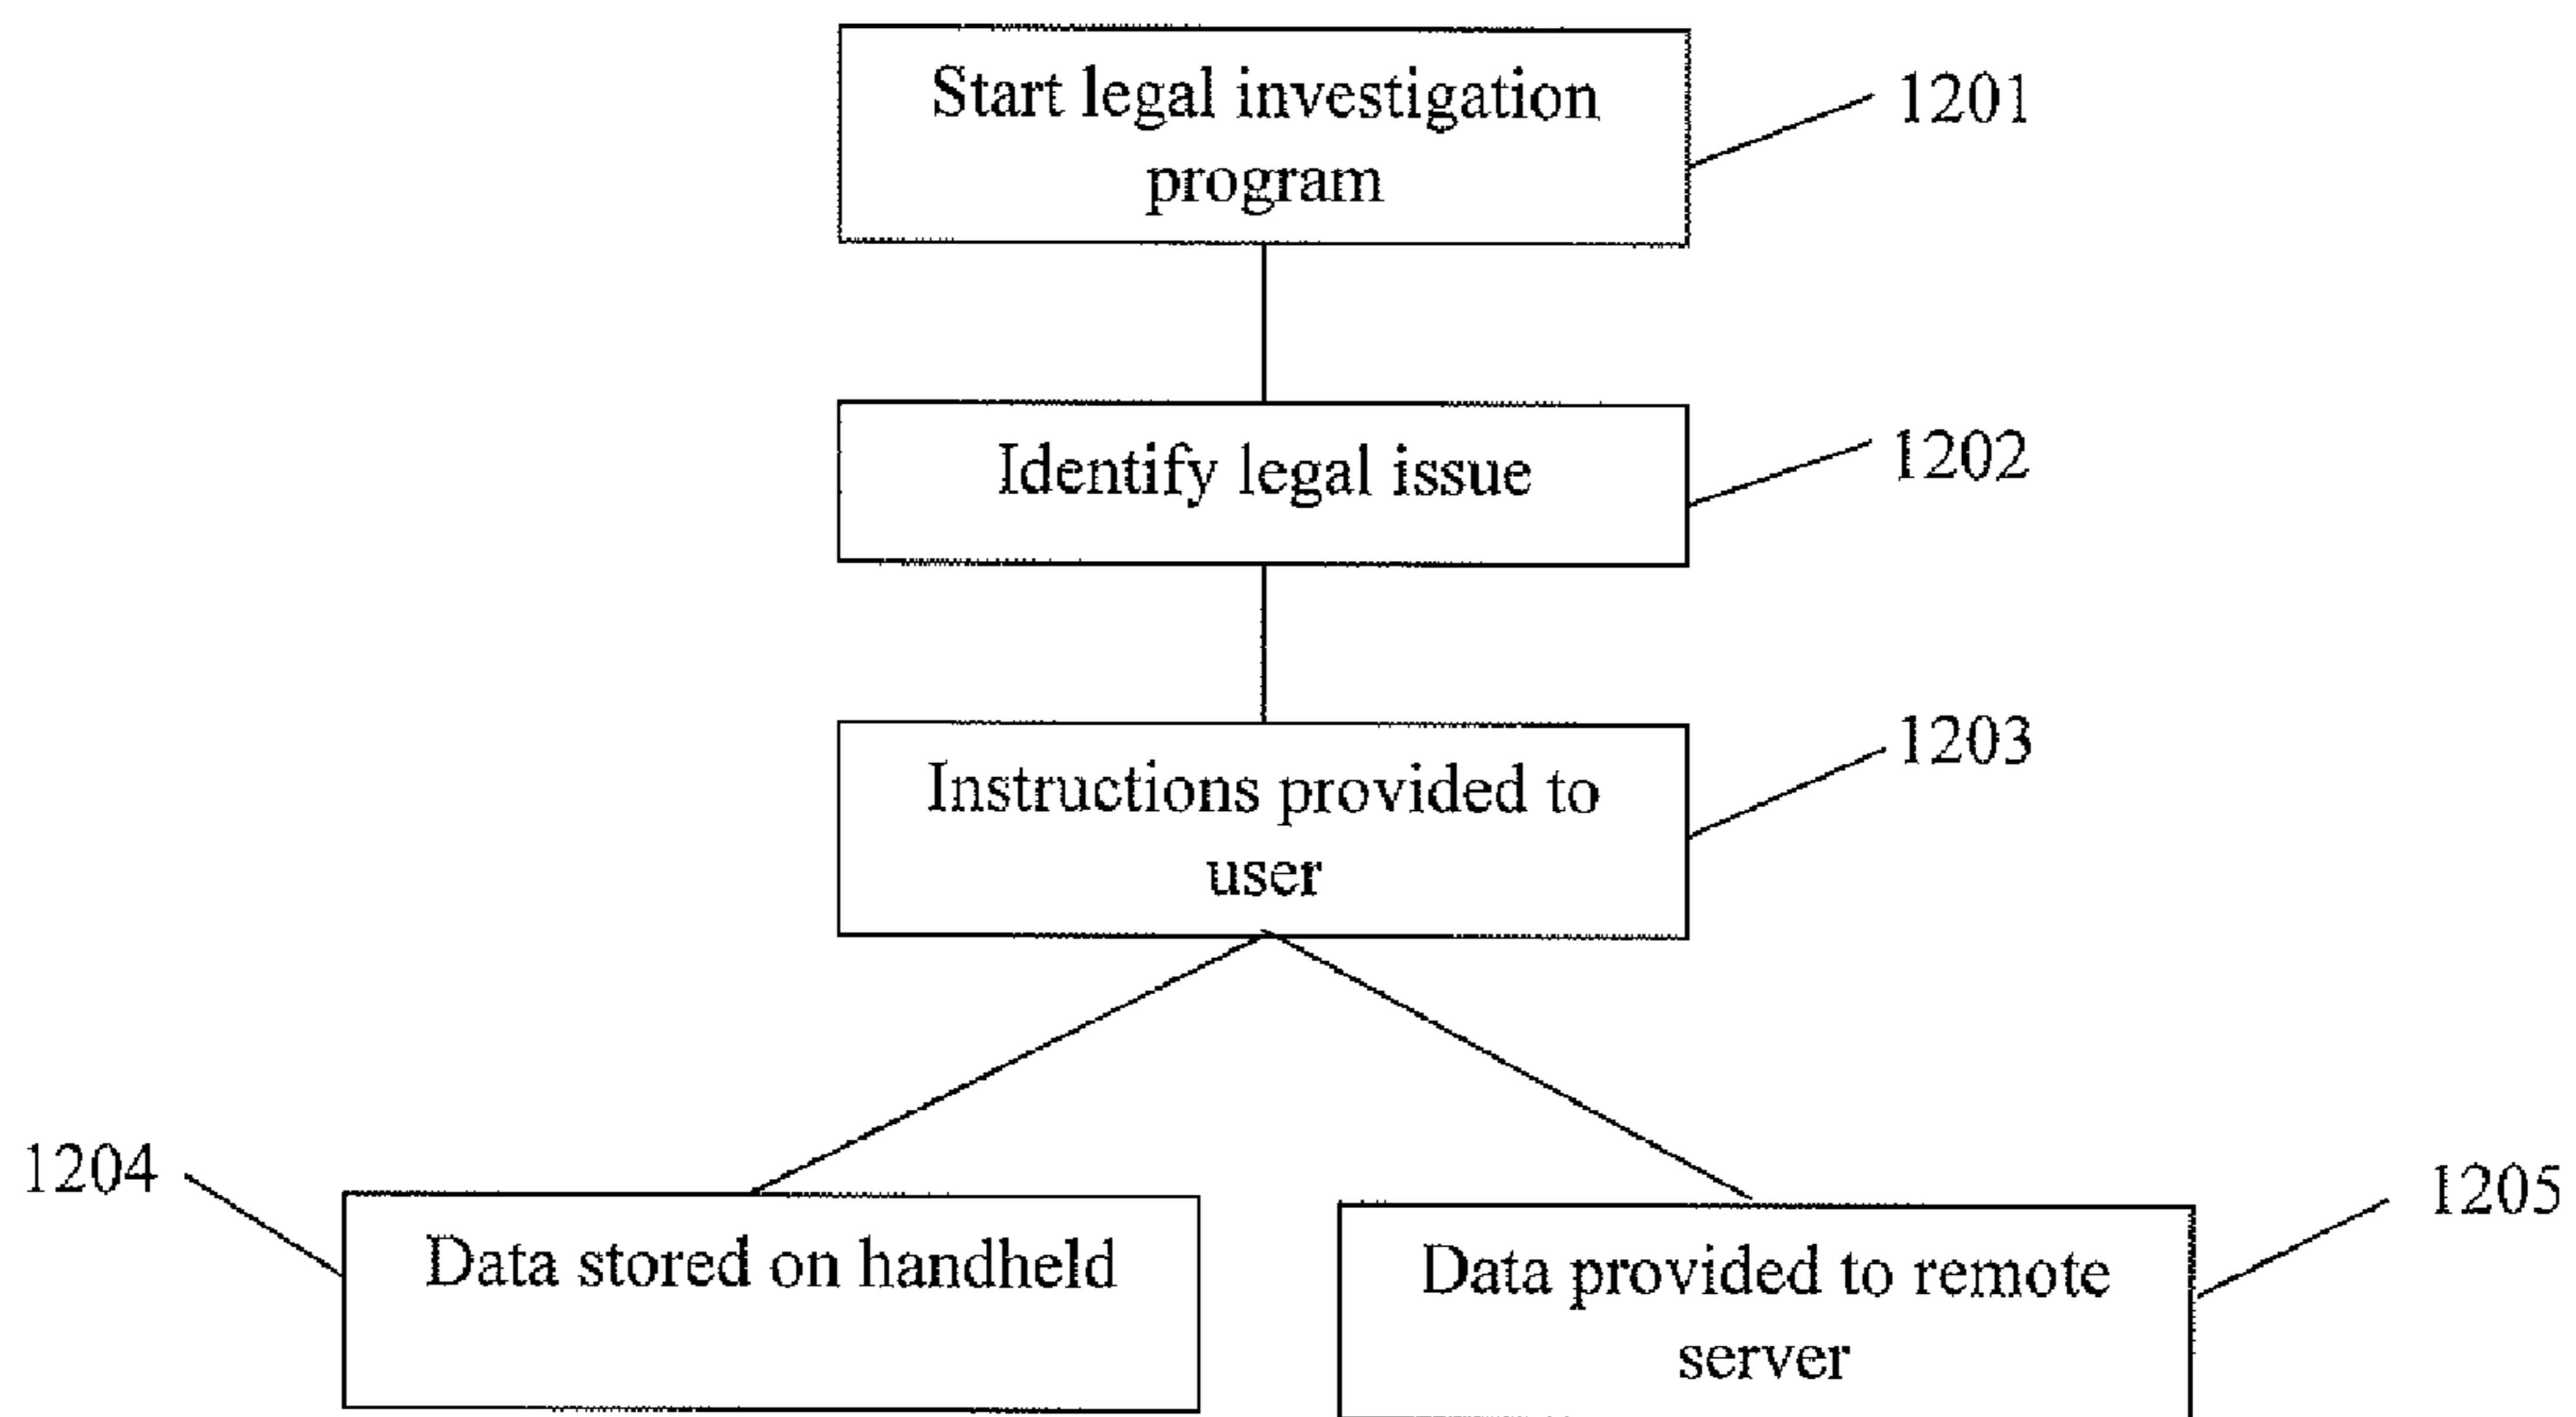 Start legal investigation
program
1201
Identify legal issue
1202
Instructions provided to
user
1203
1204
Data stored on handheld
Data provided to remote
server
1205